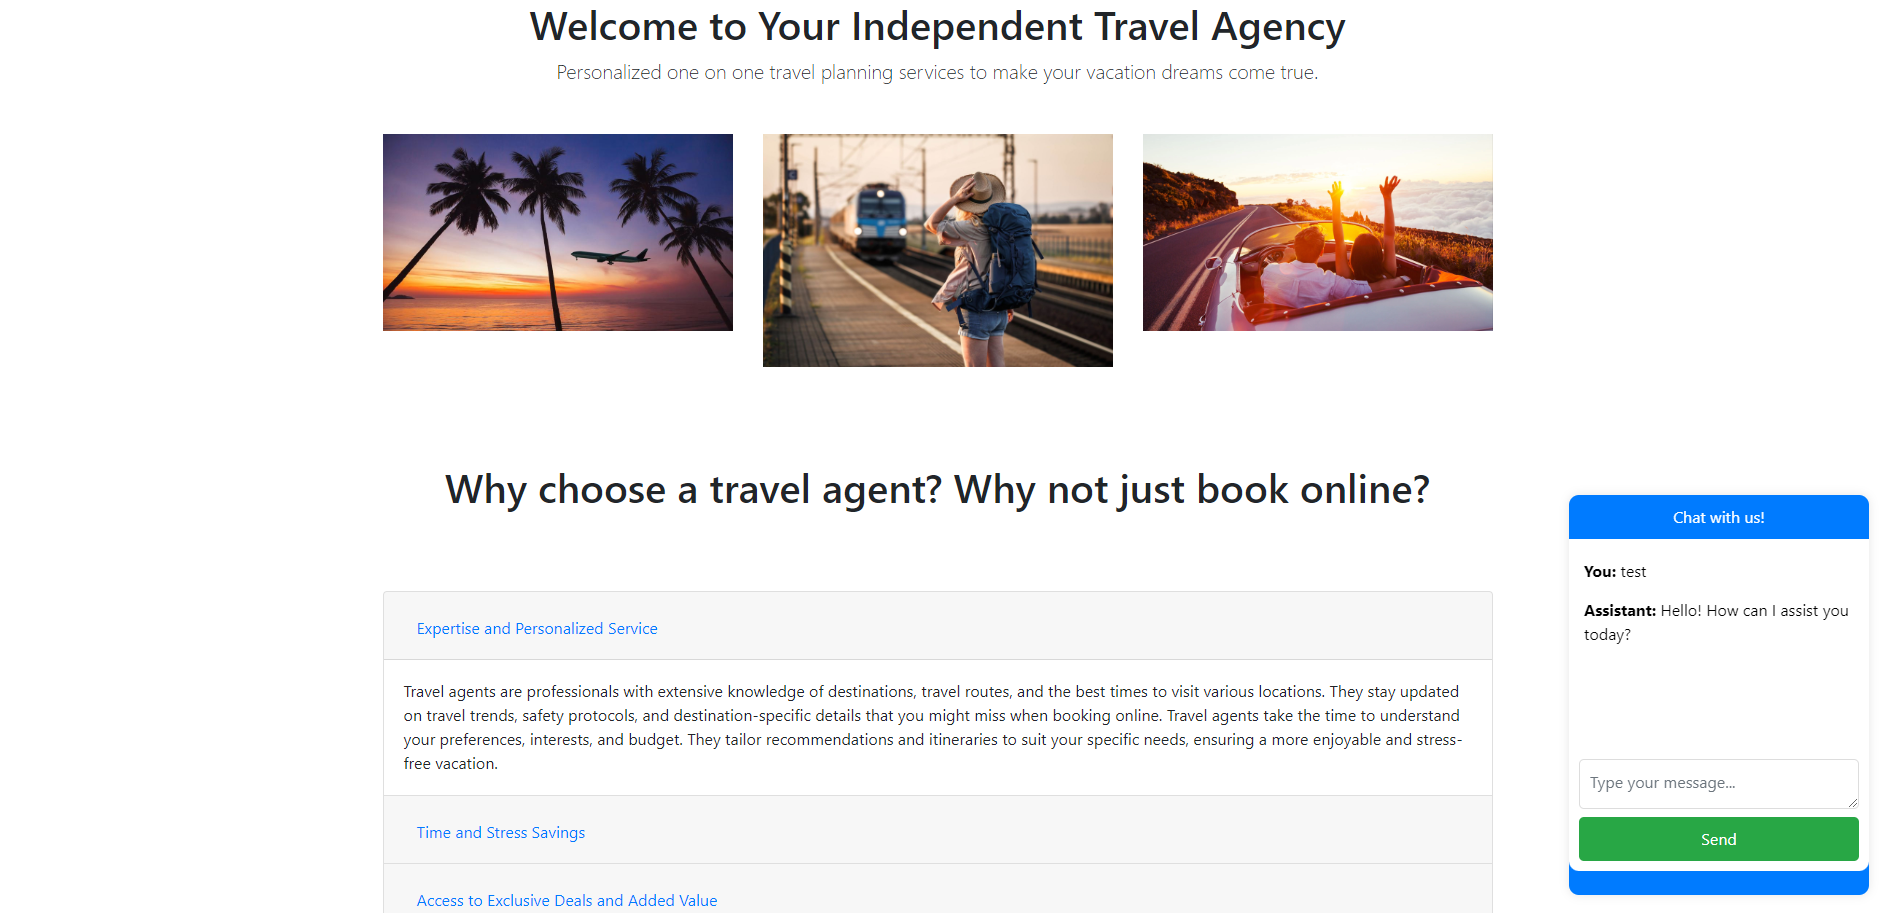 Welcome to Your Independent Travel Agency
Personalized one on one travel planning services to make your vacation dreams come true.
Why choose a travel agent? Why not just book online?
Expertise and Personalized Service
Travel agents are professionals with extensive knowledge of destinations, travel routes, and the best times to visit various locations. They stay updated
on travel trends, safety protocols, and destination-specific details that you might miss when booking online. Travel agents take the time to understand
your preferences, interests, and budget. They tailor recommendations and itineraries to suit your specific needs, ensuring a more enjoyable and stress-
free vacation.
Time and Stress Savings
Access to Exclusive Deals and Added Value
Chat with us!
You: test
Assistant: Hello! How can I assist you
today?
Type your message...
Send